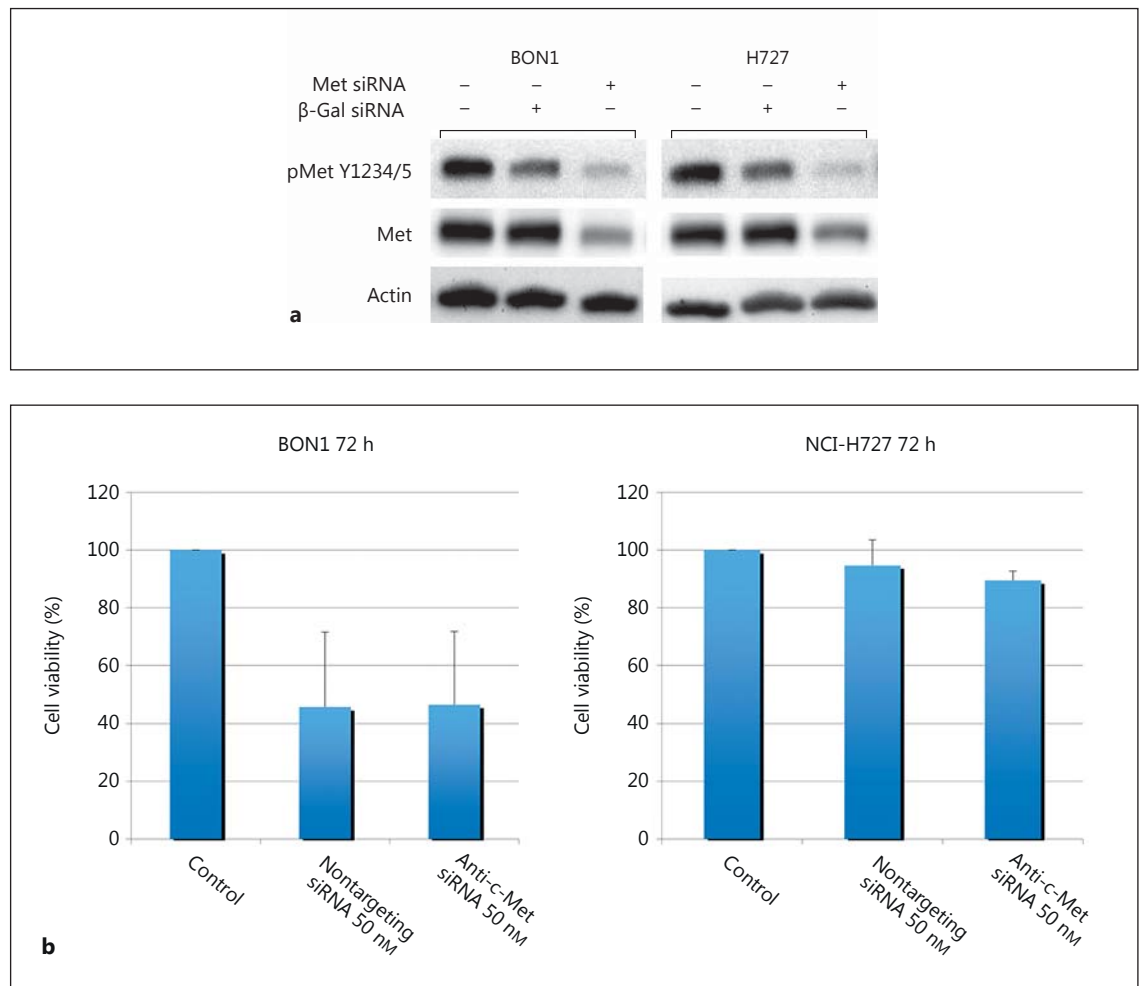 BON1 H727
Met siRNA – – + – – +
β-Gal siRNA – + – – + –
pMet Y1234/5
Met
Actin
a
BON1 72 h
120
100
80
60
40
20
0
Cell viability (%)
Control
Nontargeting
siRNA 50 nM
Anti-c-Met
siRNA 50 nM
NCI-H727 72 h
120
100
80
60
40
20
0
Cell viability (%)
Control
Nontargeting
siRNA 50 nM
Anti-c-Met
siRNA 50 nM
b